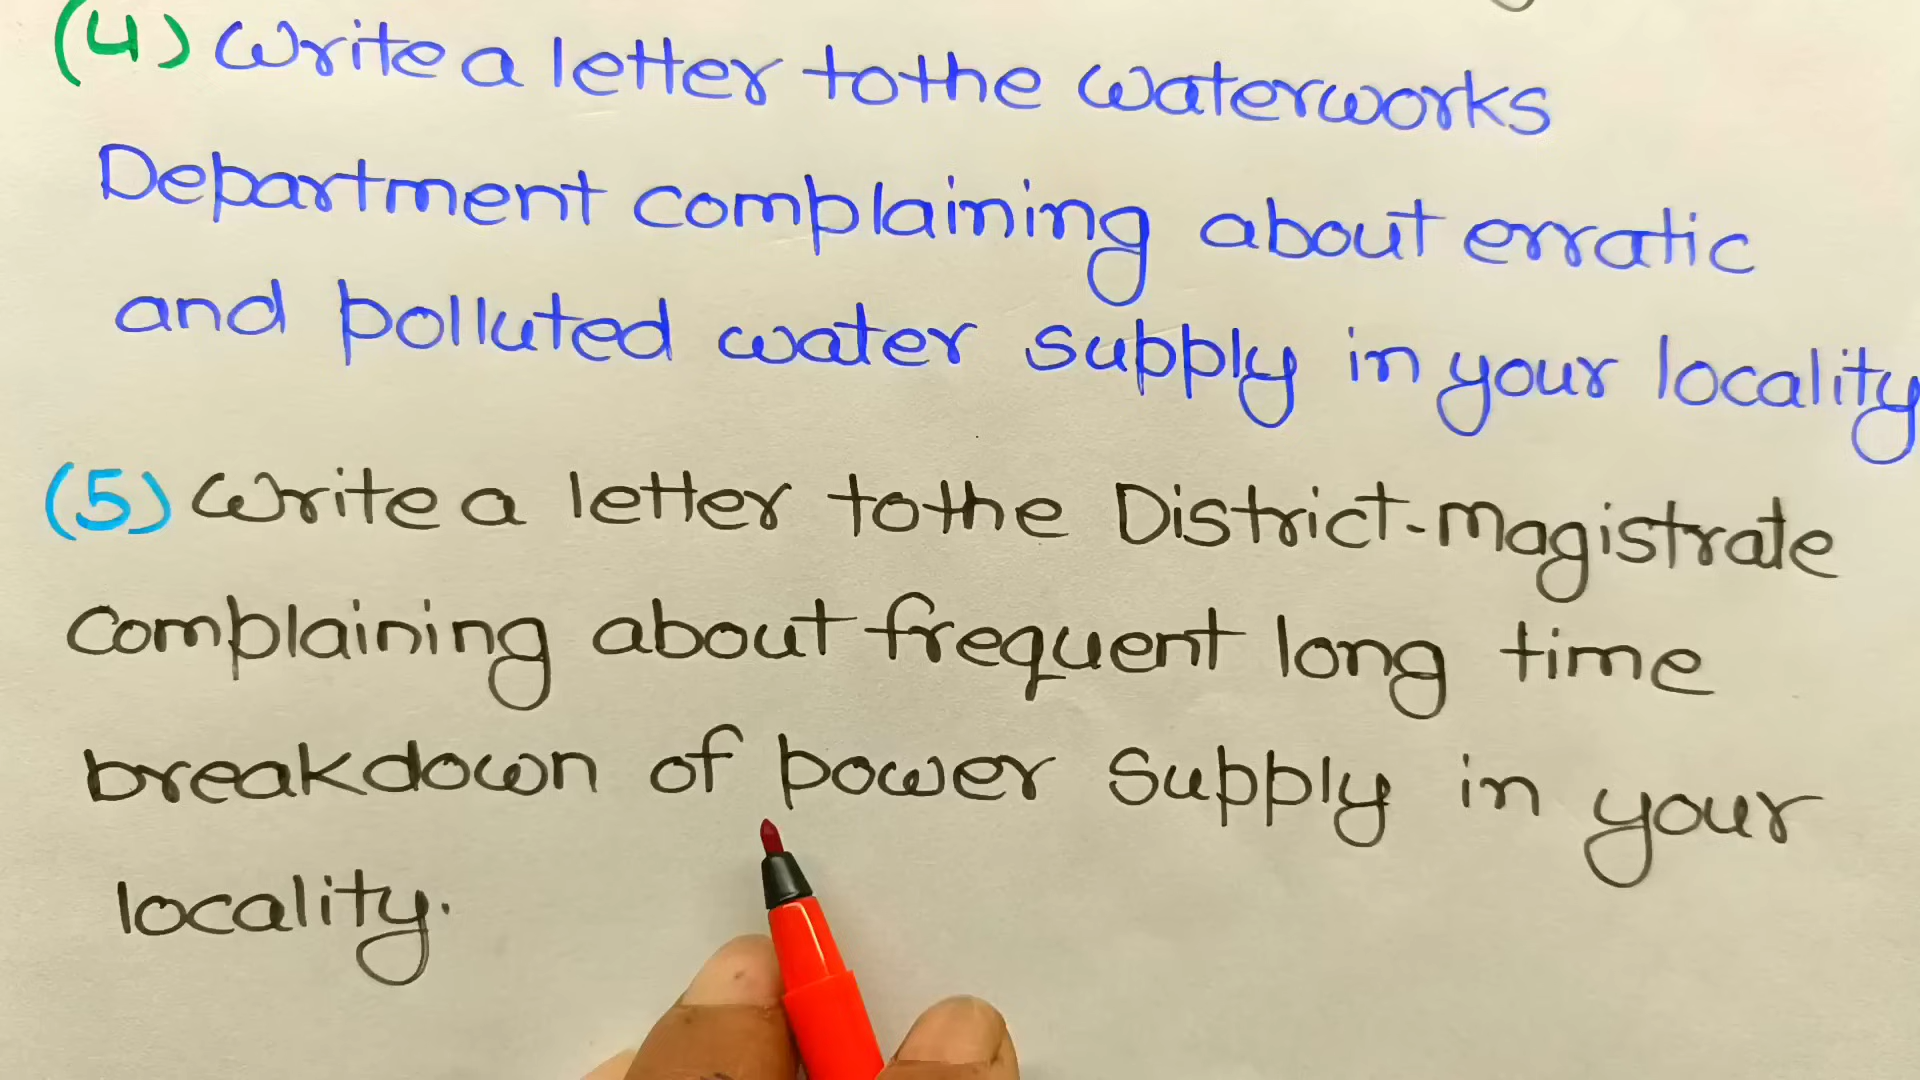 (4) Write a letter to the Waterworks
Department complaining about erratic
and polluted water supply in your locality
(5) Write a letter to the District-Magistrate
complaining about frequent long time
breakdown of power supply in your
locality.